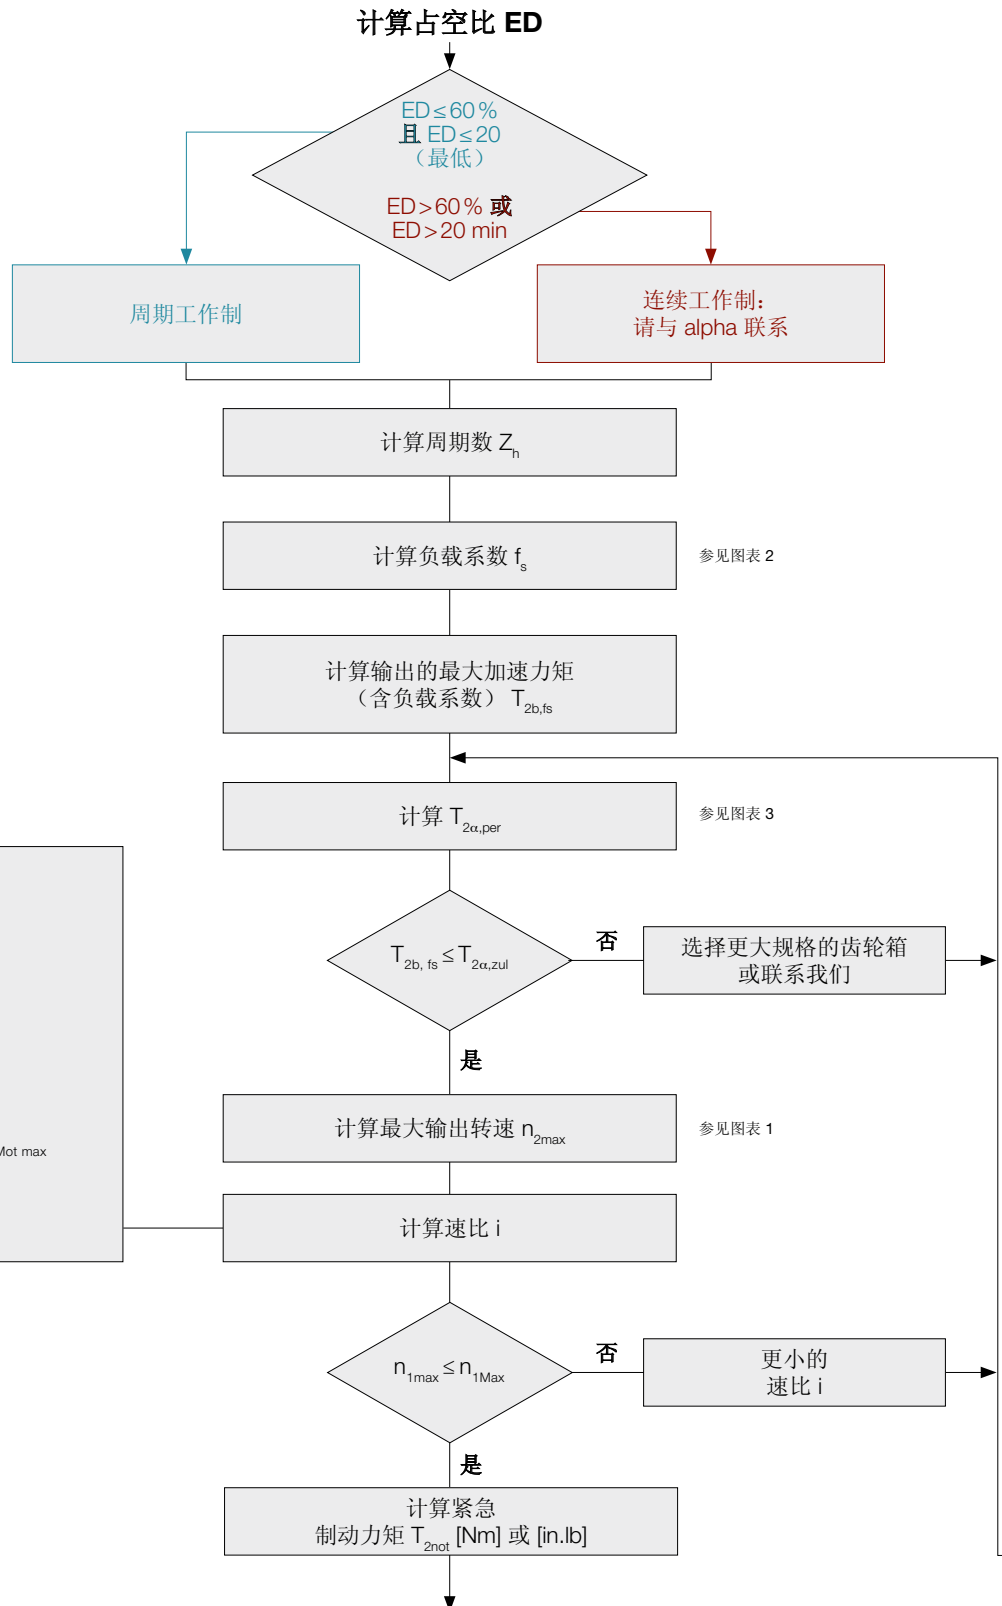 计算占空比 ED
ED≤60 %
且 ED≤20
（最低）
ED>60 % 或
ED>20 min
周期工作制
连续工作制：
请与 alpha 联系
计算周期数 Zh
计算负载系数 fs
参见图表 2
计算输出的最大加速力矩
（含负载系数） T2b,fs
计算 T2α,per
参见图表 3
T2b, fs ≤ T2α,zul
否
选择更大规格的齿轮箱
或联系我们
是
计算最大输出转速 n2max
参见图表 1
Mot max
计算速比 i
n1max ≤ n1Max
否
更小的
速比 i
是
计算紧急
制动力矩 T2not [Nm] 或 [in.lb]